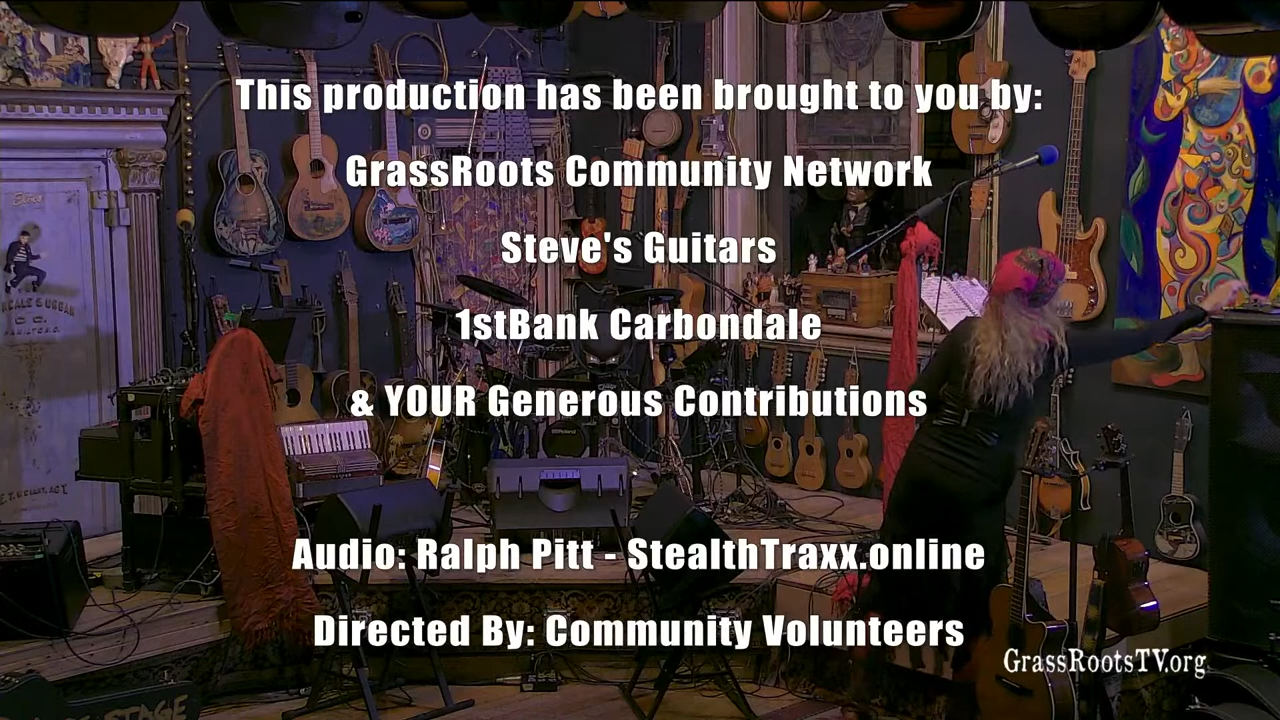 This production has been brought to you by:
GrassRoots Community Network
Steve's Guitars
1stBank Carbondale
& YOUR Generous Contributions
Audio: Ralph Pitt - StealthTraxx.online
Directed By: Community Volunteers
GrassRootsTV.org
STAGE